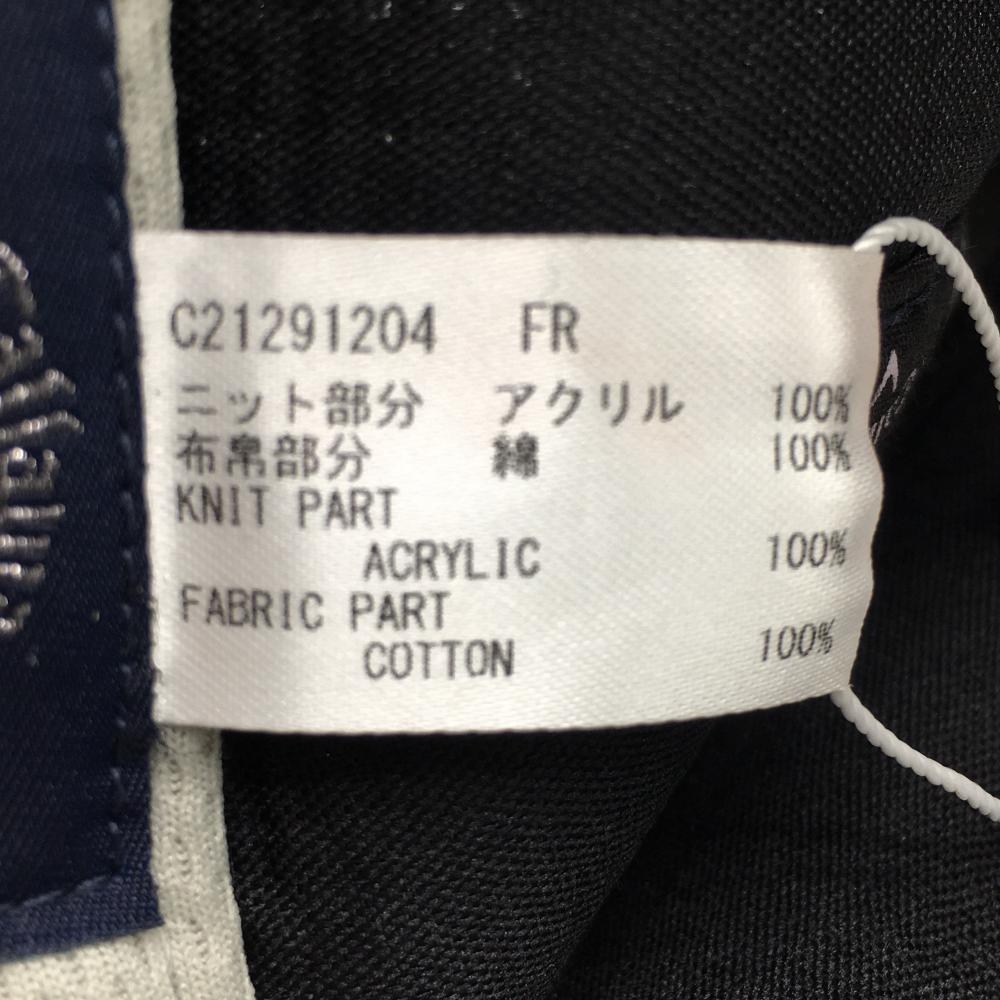 C21291204 FR
ニット部分 アクリル 100%
布帛部分 綿 100%
KNIT PART
ACRYLIC 100%
FABRIC PART
COTTON 100%